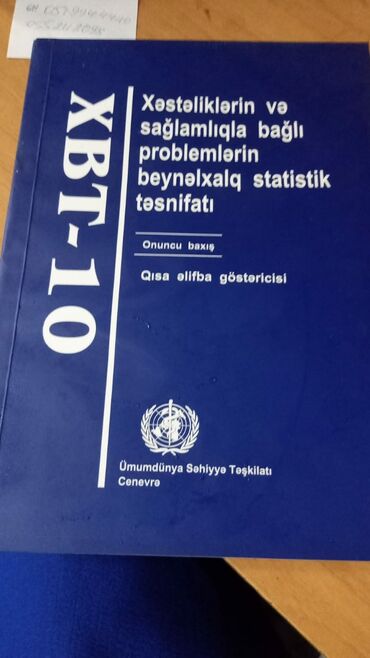 XBT-10
Xəstəliklərin və
sağlamlıqla bağlı
problemlərin
beynəlxalq statistik
təsnifatı
Onuncu baxış
Qısa əlifba göstəricisi
Ümumdünya Səhiyyə Təşkilatı
Cenevrə